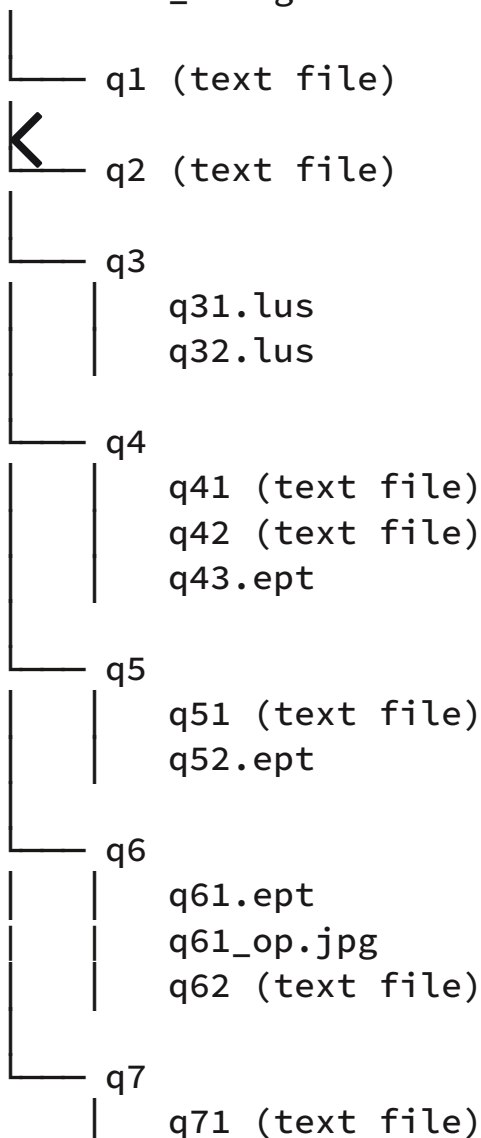 q1 (text file)
q2 (text file)
q3
q31.lus
q32.lus
q4
q41 (text file)
q42 (text file)
q43.ept
q5
q51 (text file)
q52.ept
q6
q61.ept
q61_op.jpg
q62 (text file)
q7
q71 (text file)